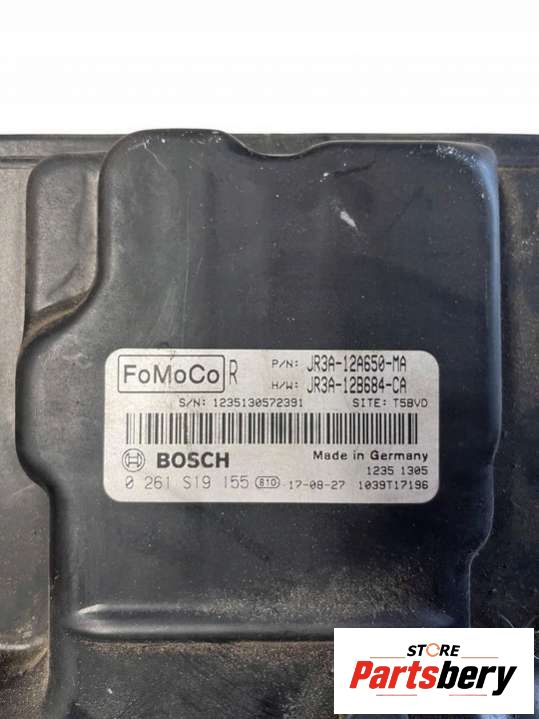 FoMoCo R
P/N: JR3A-12A650-MA
H/W: JR3A-12B684-CA
S/N: 1235130572391 SITE: T5BVD
BOSCH Made in Germany
1235 1305
0 261 S19 155 810 17-08-27 1039T17196
STORE
Partsbery